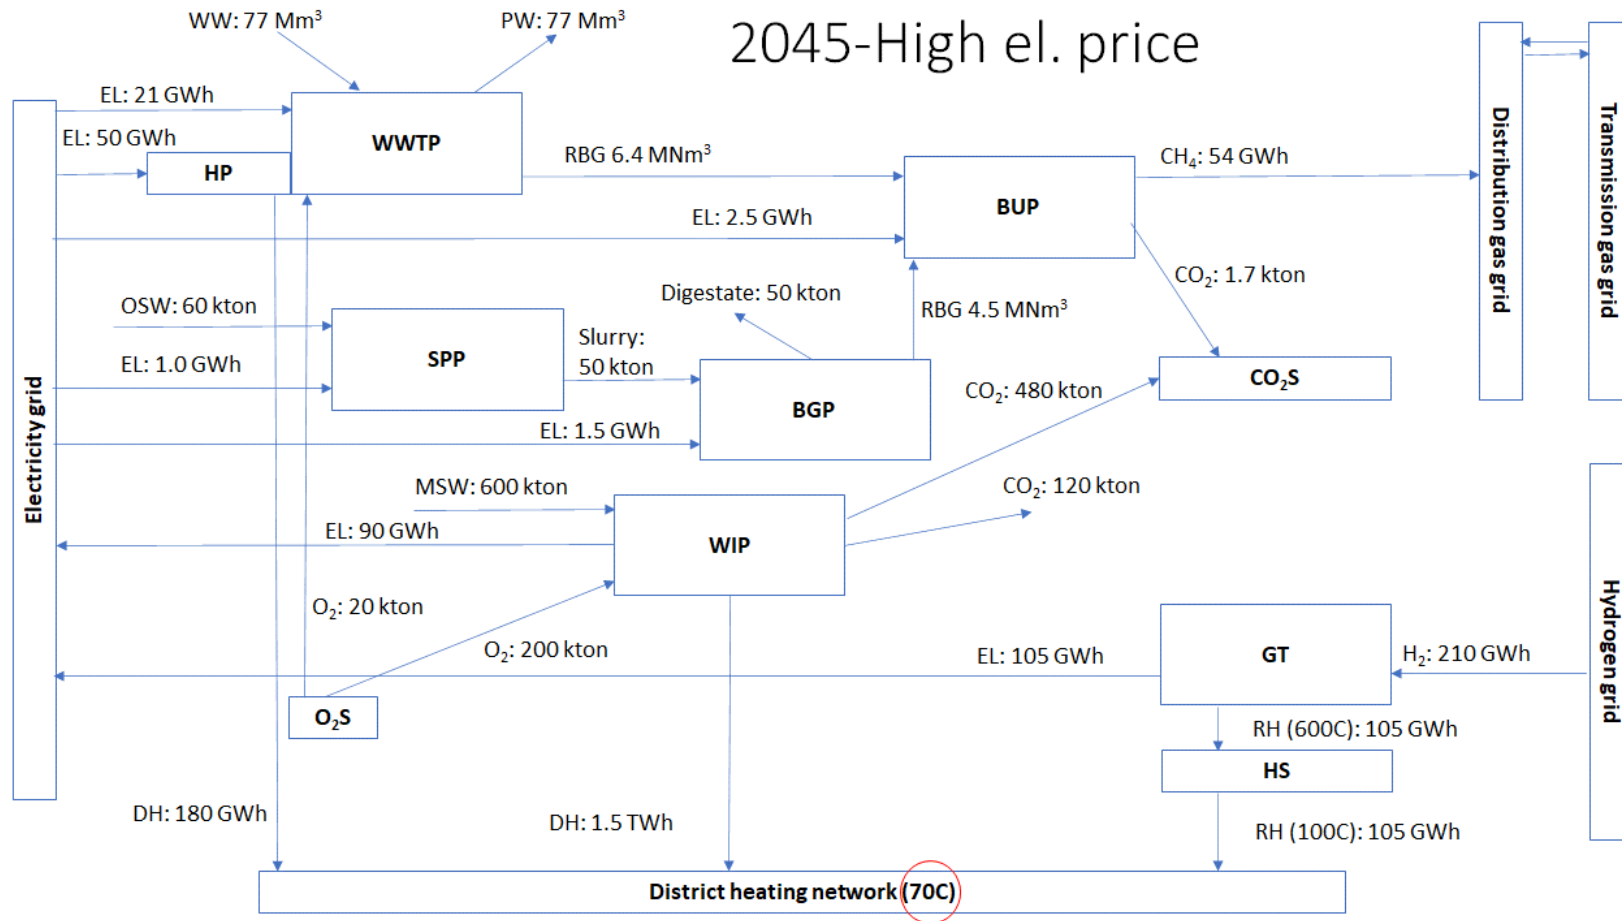 2045-High el. price
WW: 77 Mm³
PW: 77 Mm³
EL: 21 GWh
EL: 50 GWh
HP
WWTP
RBG 6.4 MNm³
EL: 2.5 GWh
BUP
CH₄: 54 GWh
CO₂: 1.7 kton
Distribution gas grid
Transmission gas grid
OSW: 60 kton
EL: 1.0 GWh
SPP
Slurry:
50 kton
Digestate: 50 kton
RBG 4.5 MNm³
EL: 1.5 GWh
BGP
CO₂: 480 kton
CO₂S
Electricity grid
MSW: 600 kton
EL: 90 GWh
WIP
CO₂: 120 kton
O₂: 20 kton
O₂: 200 kton
O₂S
EL: 105 GWh
GT
H₂: 210 GWh
Hydrogen grid
RH (600C): 105 GWh
HS
DH: 180 GWh
DH: 1.5 TWh
RH (100C): 105 GWh
District heating network (70C)